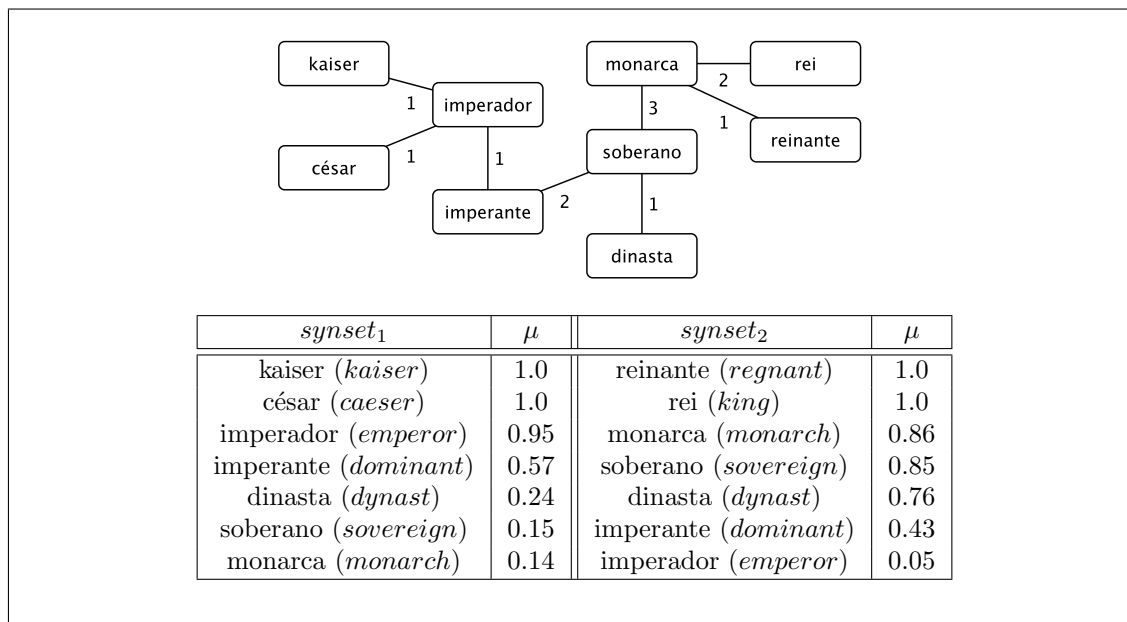 kaiser
monarca
rei
2
1
imperador
3
1
1
reinante
1
soberano
césar
2
1
imperante
dinasta
synset₁ μ synset₂ μ
kaiser (kaiser) 1.0 reinante (regnant) 1.0
césar (caeser) 1.0 rei (king) 1.0
imperador (emperor) 0.95 monarca (monarch) 0.86
imperante (dominant) 0.57 soberano (sovereign) 0.85
dinasta (dynast) 0.24 dinasta (dynast) 0.76
soberano (sovereign) 0.15 imperante (dominant) 0.43
monarca (monarch) 0.14 imperador (emperor) 0.05